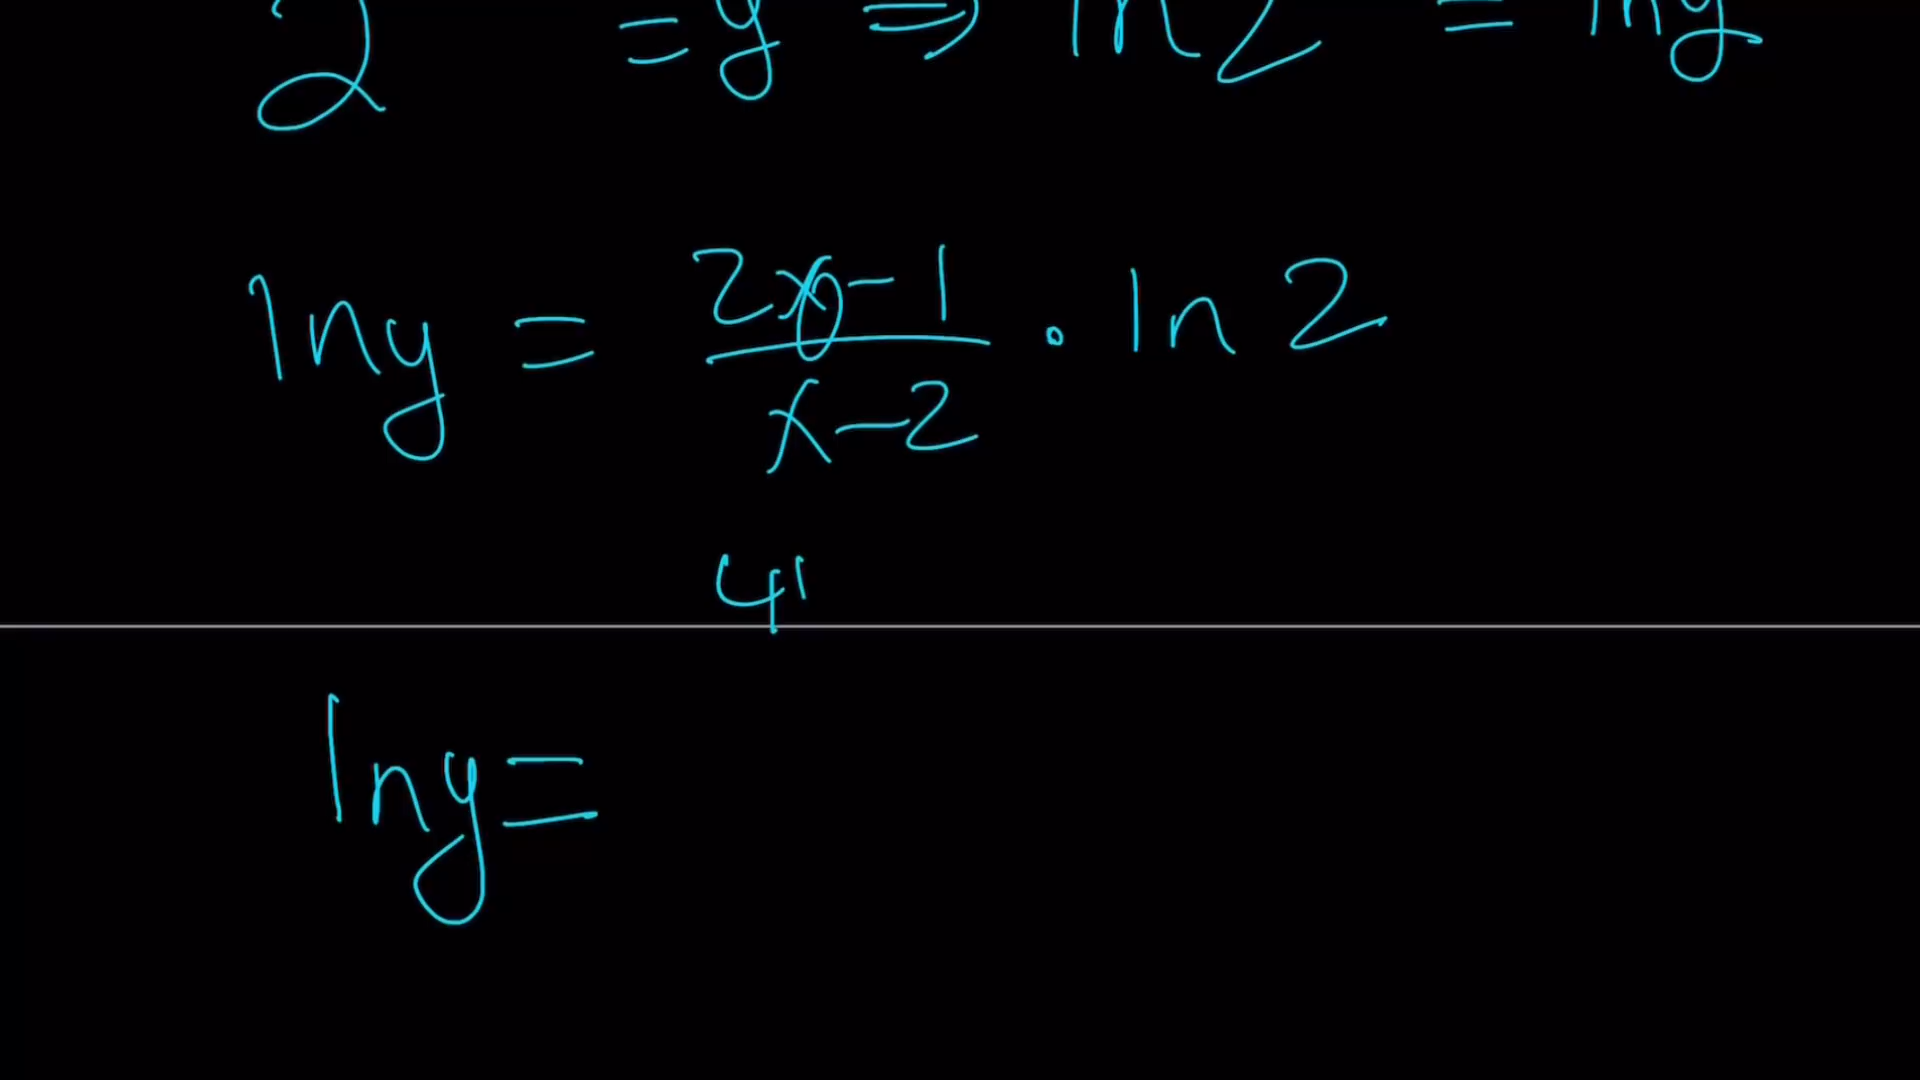 2 = y ⇒ ln 2 = ln y
ln y = (2x-1)/(x-2) · ln 2
4
ln y =